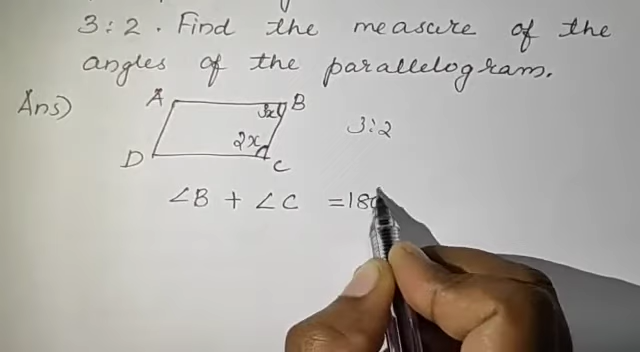 3:2. Find the measure of the
angles of the parallelogram.
Ans)
A B
3x
3:2
2x
D C
∠B + ∠C = 180